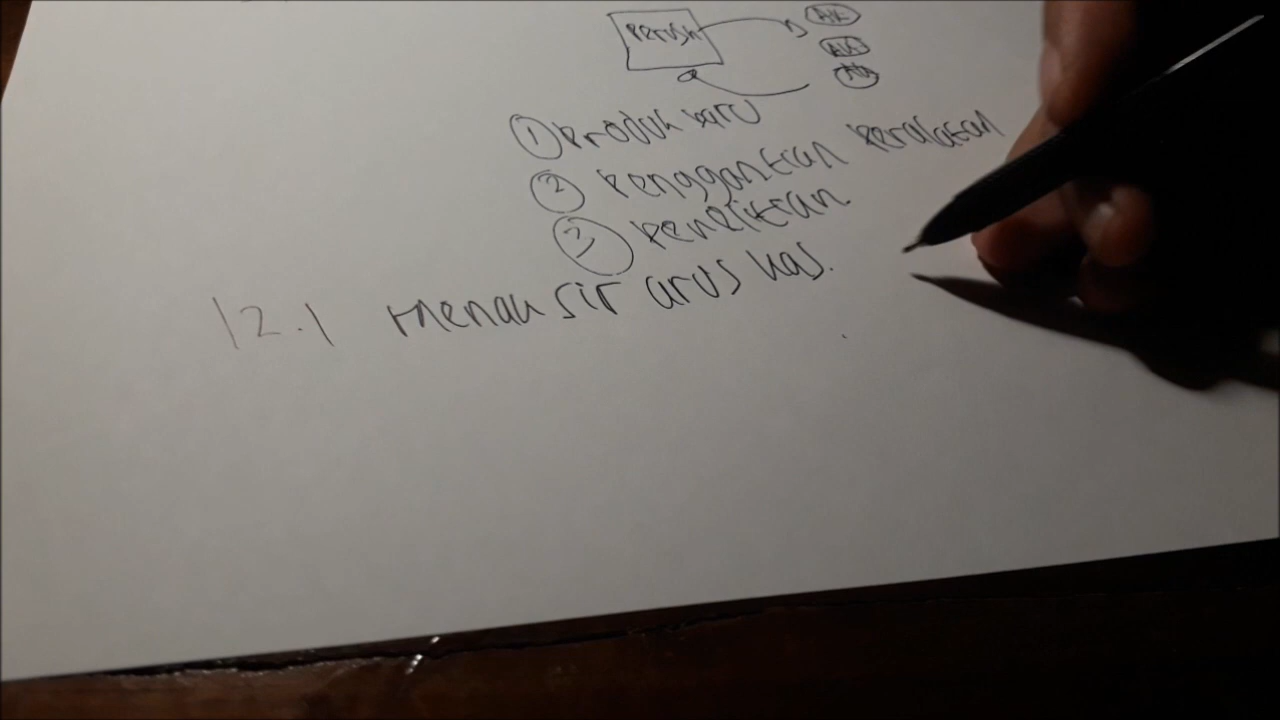 Perush
① Produk baru
② Penggantian Peralatan
③ Penelitian
12.1 Menaksir arus kas.